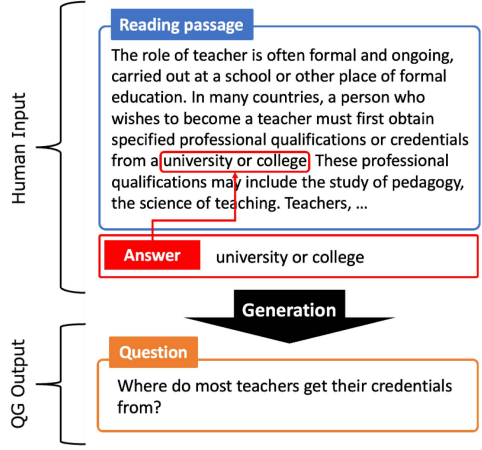 Human Input
Reading passage
The role of teacher is often formal and ongoing,
carried out at a school or other place of formal
education. In many countries, a person who
wishes to become a teacher must first obtain
specified professional qualifications or credentials
from a university or college. These professional
qualifications may include the study of pedagogy,
the science of teaching. Teachers, ...
Answer
university or college
Generation
QG Output
Question
Where do most teachers get their credentials
from?